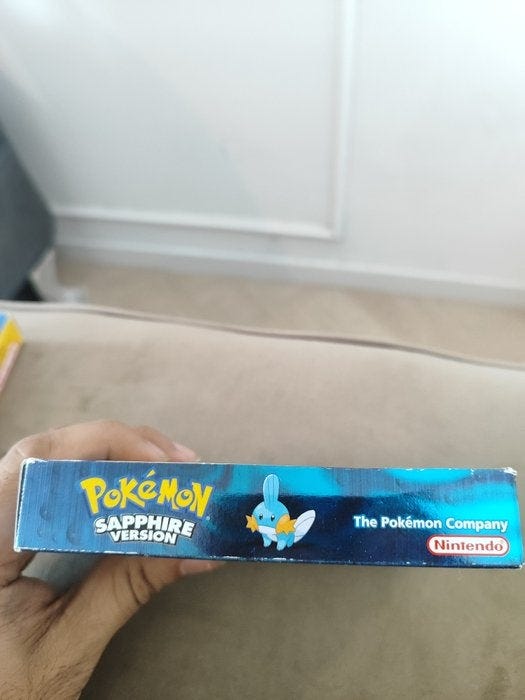 POKéMON
SAPPHIRE
VERSION
The Pokémon Company
Nintendo